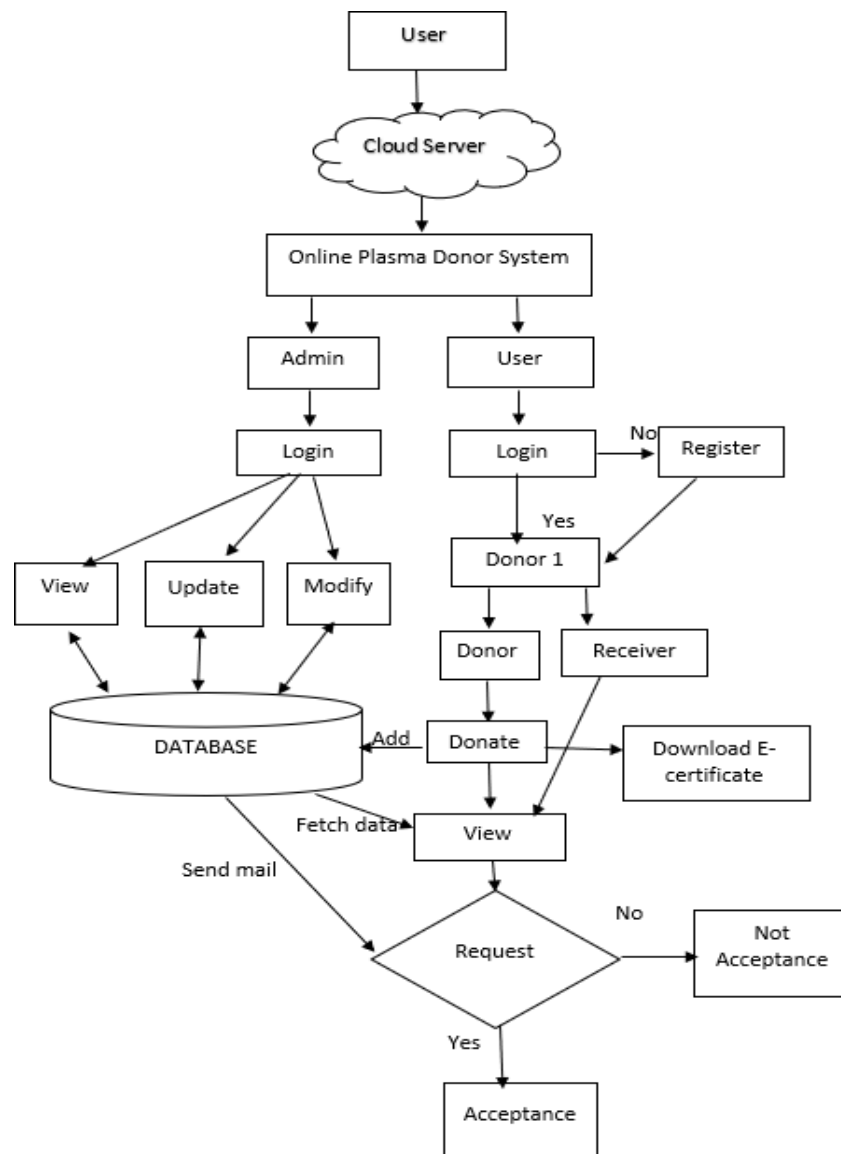 User
Cloud Server
Online Plasma Donor System
Admin
User
Login
Login
No
Register
Yes
Donor 1
View
Update
Modify
Donor
Receiver
DATABASE
Add
Donate
Download E-
certificate
Fetch data
View
Send mail
Request
No
Not
Acceptance
Yes
Acceptance